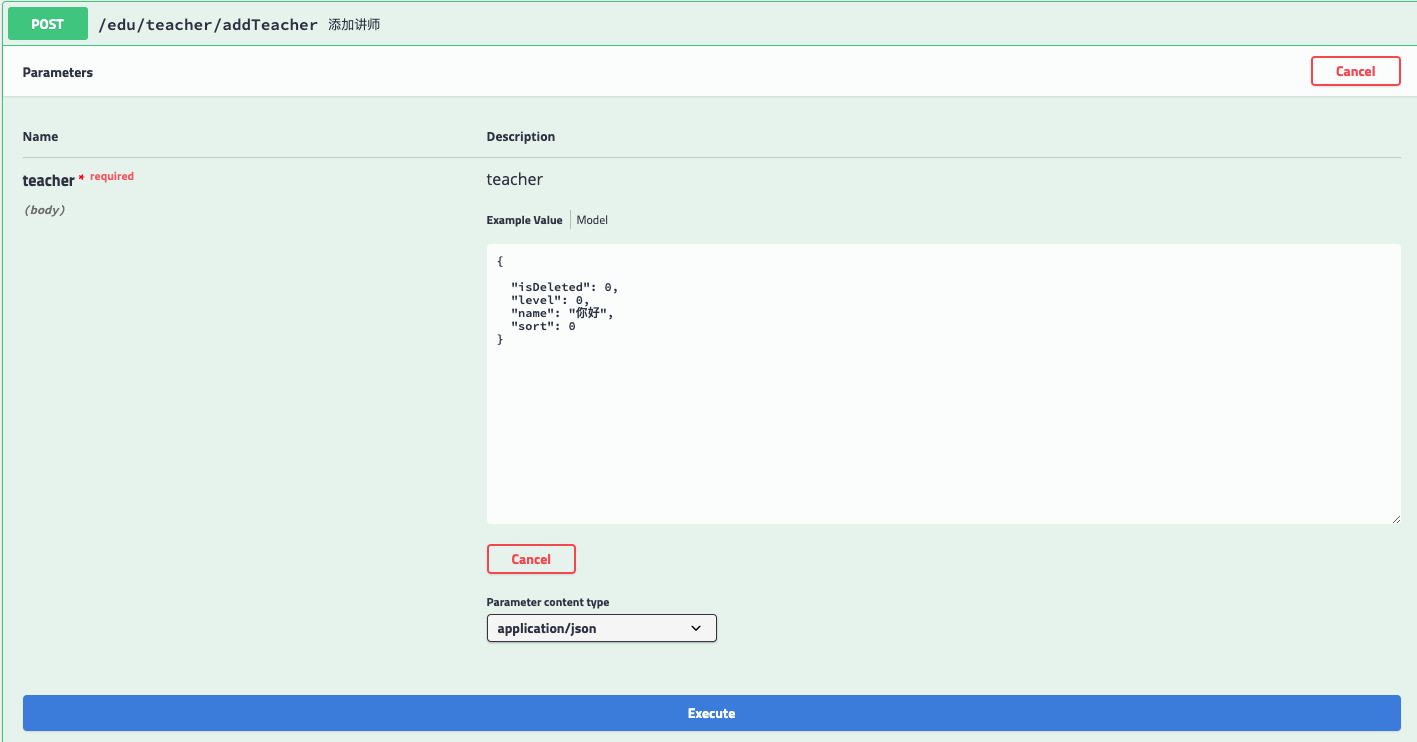 POST /edu/teacher/addTeacher 添加讲师
Parameters Cancel
Name Description
teacher * required teacher
(body)
Example Value Model
{
"isDeleted": 0,
"level": 0,
"name": "你好",
"sort": 0
}
Cancel
Parameter content type
application/json
Execute